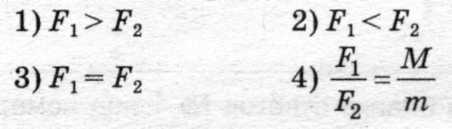 1) F₁ > F₂ 2) F₁ < F₂
3) F₁ = F₂ 4) F₁/F₂ = M/m